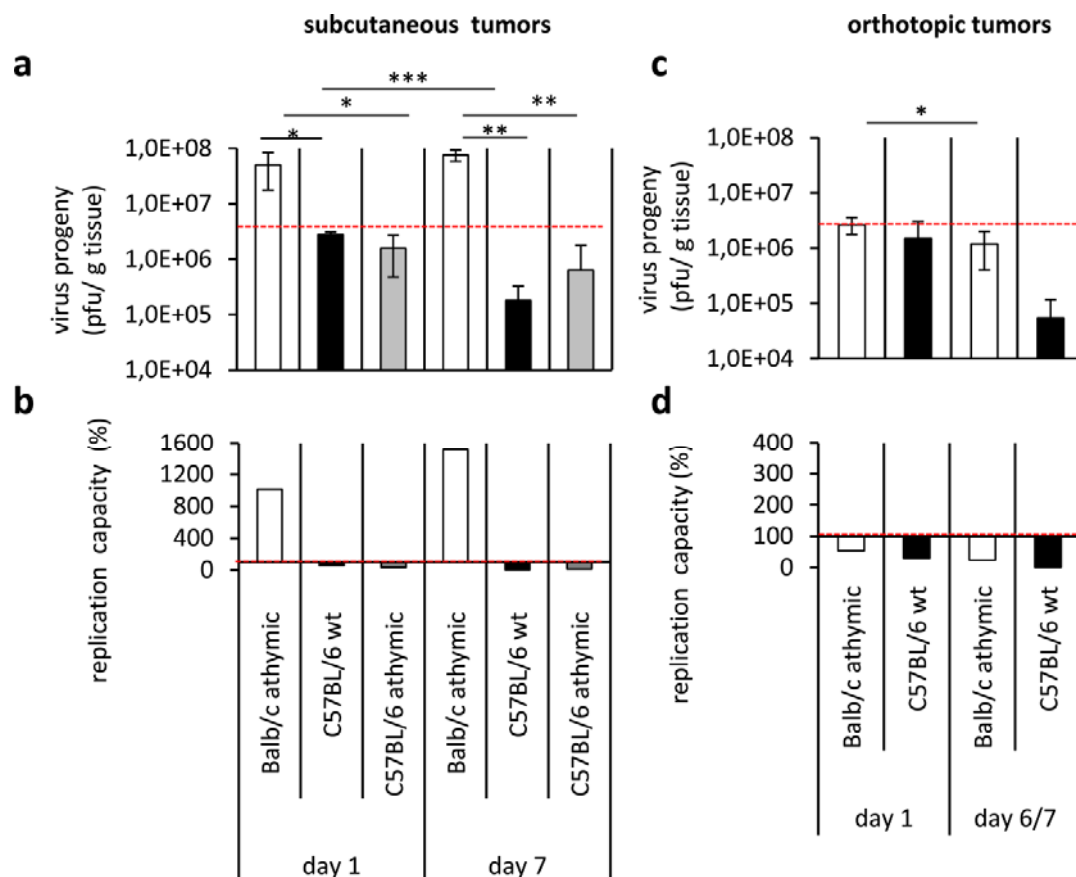 subcutaneous tumors
orthotopic tumors
a
***
*
**
*
**
virus progeny
(pfu/ g tissue)
1,0E+08
1,0E+07
1,0E+06
1,0E+05
1,0E+04
c
*
virus progeny
(pfu/ g tissue)
1,0E+08
1,0E+07
1,0E+06
1,0E+05
1,0E+04
b
replication capacity (%)
1600
1200
800
400
0
Balb/c athymic
C57BL/6 wt
C57BL/6 athymic
Balb/c athymic
C57BL/6 wt
C57BL/6 athymic
day 1
day 7
d
replication capacity (%)
400
300
200
100
0
Balb/c athymic
C57BL/6 wt
Balb/c athymic
C57BL/6 wt
day 1
day 6/7